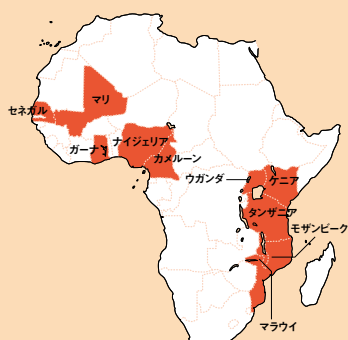 マリ
セネガル
ナイジェリア
ガーナ
カメルーン
ウガンダ
ケニア
タンザニア
モザンビーク
マラウイ